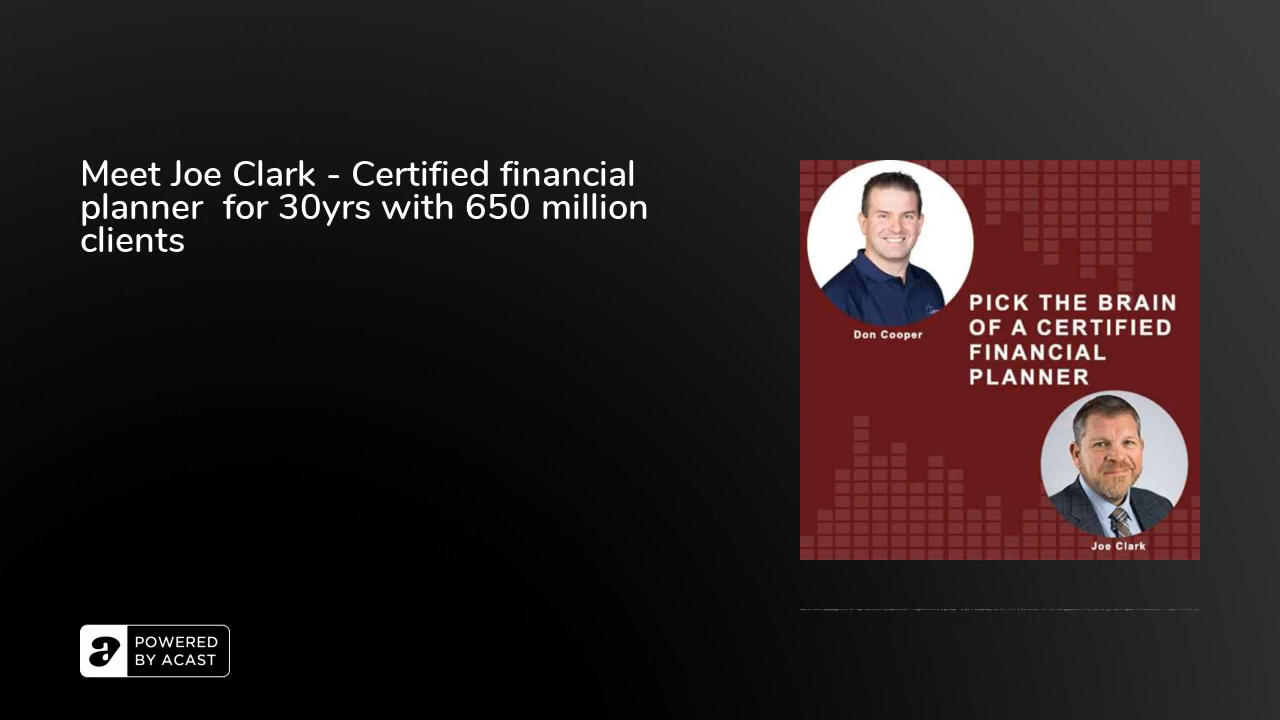 Meet Joe Clark - Certified financial
planner  for 30yrs with 650 million
clients
Don Cooper
PICK THE BRAIN
OF A CERTIFIED
FINANCIAL
PLANNER
Joe Clark
POWERED
BY ACAST